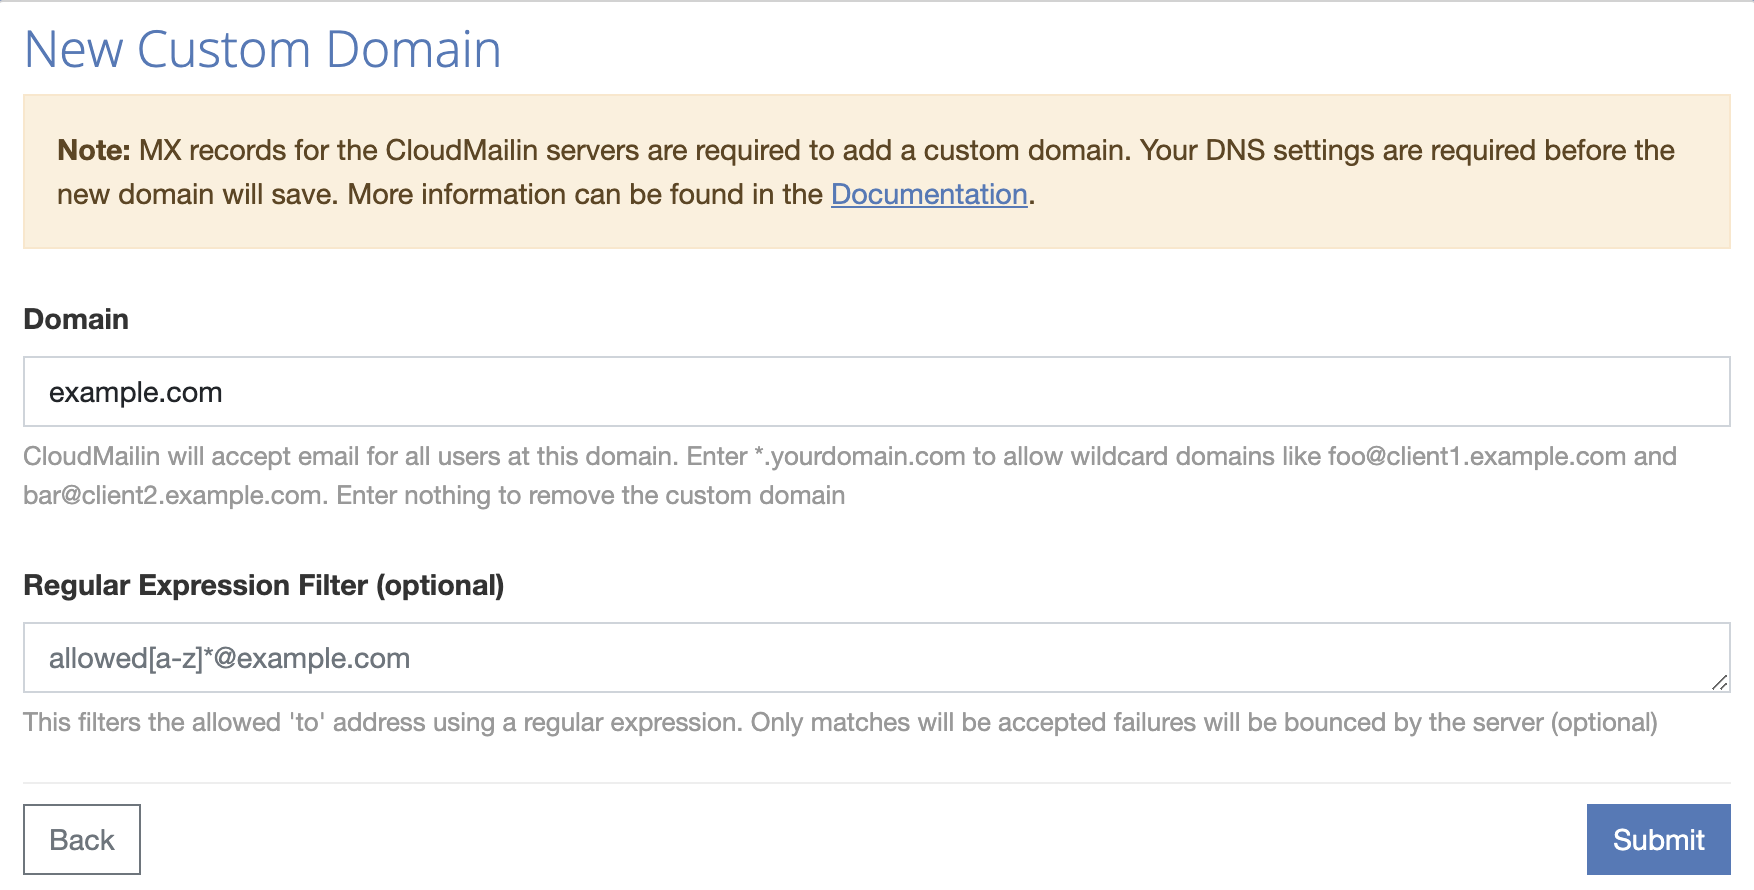 New Custom Domain
Note: MX records for the CloudMailin servers are required to add a custom domain. Your DNS settings are required before the
new domain will save. More information can be found in the Documentation.
Domain
example.com
CloudMailin will accept email for all users at this domain. Enter *.yourdomain.com to allow wildcard domains like foo@client1.example.com and
bar@client2.example.com. Enter nothing to remove the custom domain
Regular Expression Filter (optional)
allowed[a-z]*@example.com
This filters the allowed 'to' address using a regular expression. Only matches will be accepted failures will be bounced by the server (optional)
Back
Submit